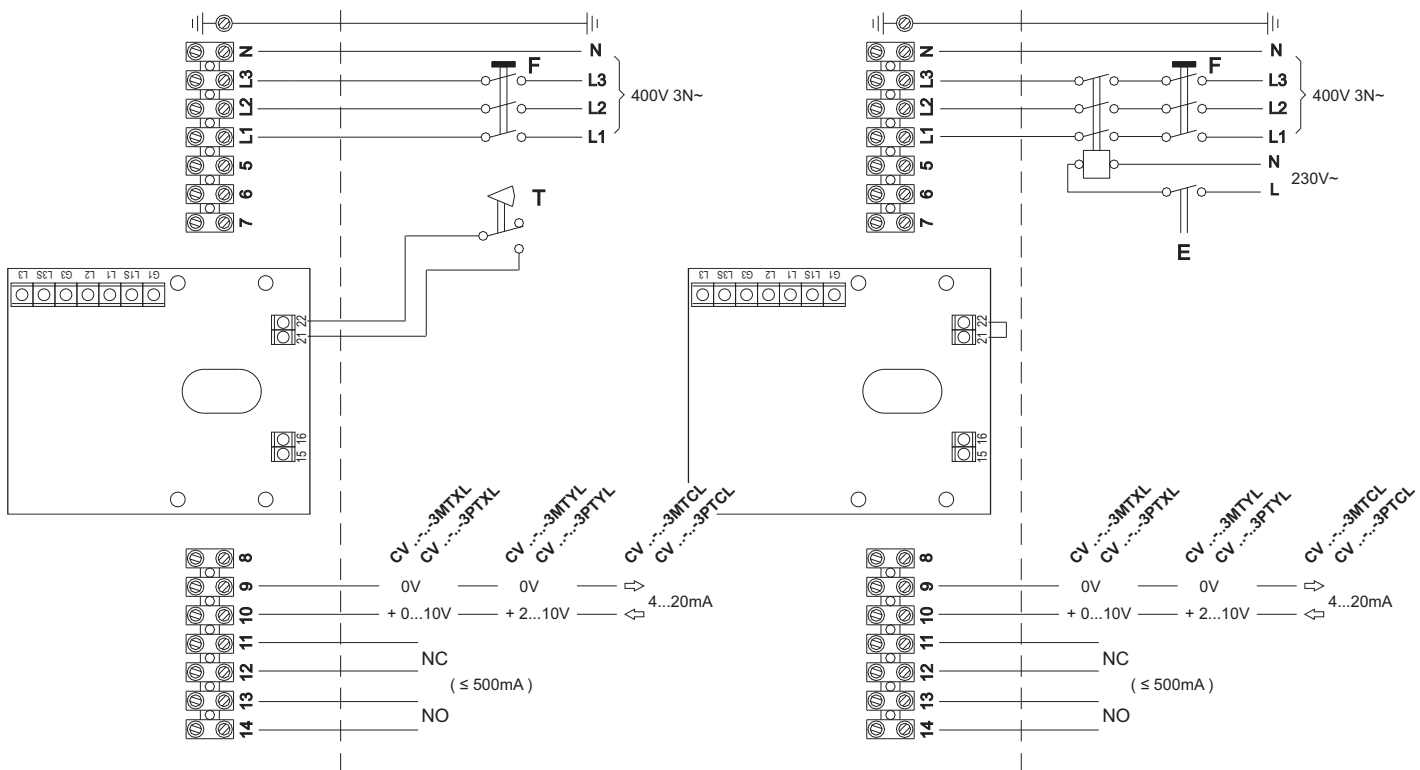 N
N
L3
F
L3
400V 3N~
L2
L2
L1
L1
5
6
7
T
L3 L3S G3 L2 L1 L1S G1
22
21
16
15
CV ..-..-3MTXL
CV ..-..-3PTXL
CV ..-..-3MTYL
CV ..-..-3PTYL
CV ..-..-3MTCL
CV ..-..-3PTCL
8
9
0V
0V
4...20mA
10
+ 0...10V
+ 2...10V
11
NC
12
( ≤ 500mA )
13
NO
14
N
N
L3
F
L3
400V 3N~
L2
L2
L1
L1
5
N
230V~
6
L
7
E
L3 L3S G3 L2 L1 L1S G1
22
21
16
15
CV ..-..-3MTXL
CV ..-..-3PTXL
CV ..-..-3MTYL
CV ..-..-3PTYL
CV ..-..-3MTCL
CV ..-..-3PTCL
8
9
0V
0V
4...20mA
10
+ 0...10V
+ 2...10V
11
NC
12
( ≤ 500mA )
13
NO
14